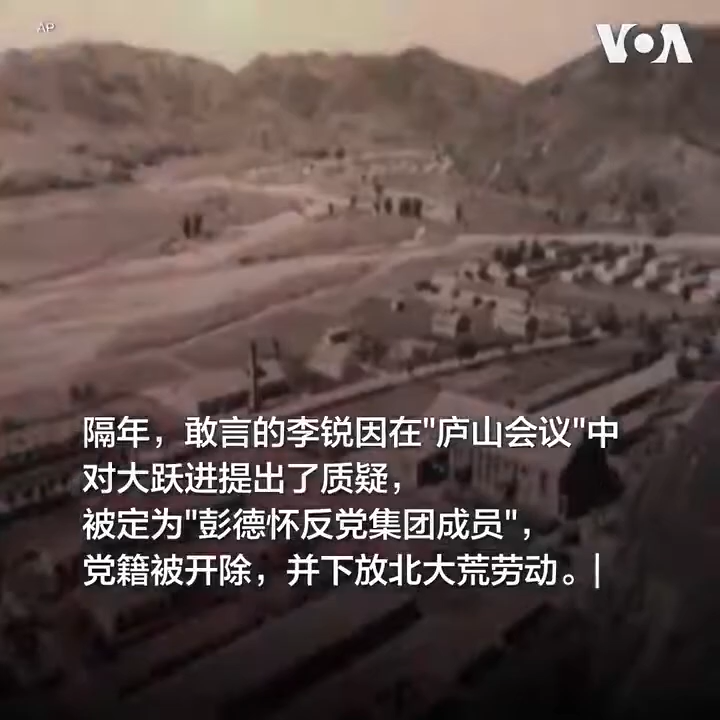 AP
VOA
隔年，敢言的李锐因在"庐山会议"中
对大跃进提出了质疑，
被定为"彭德怀反党集团成员"，
党籍被开除，并下放北大荒劳动。